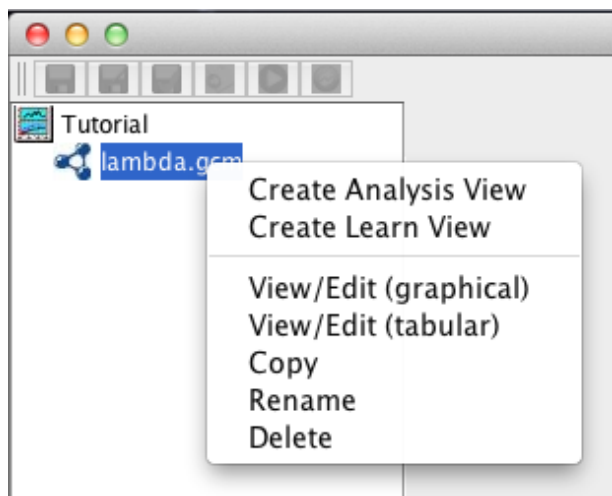 Tutorial
lambda.gcm
Create Analysis View
Create Learn View
View/Edit (graphical)
View/Edit (tabular)
Copy
Rename
Delete